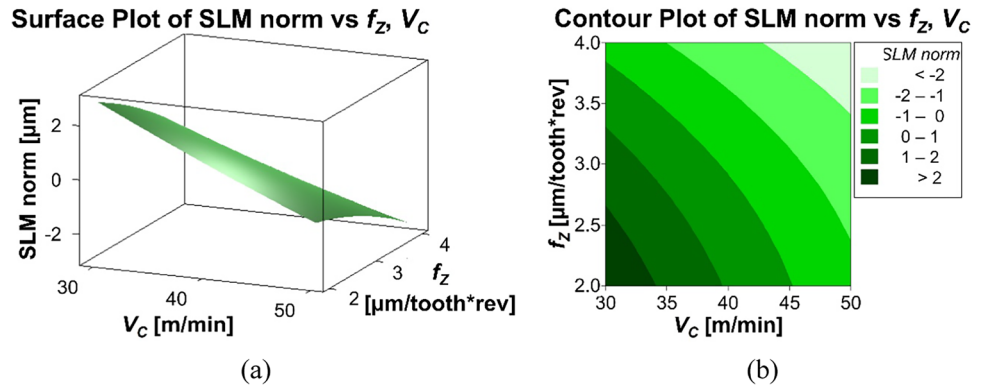 Surface Plot of SLM norm vs fz, Vc
SLM norm [µm]
2
0
-2
30
40
50
Vc [m/min]
2
3
4
fz
[µm/tooth*rev]
(a)
Contour Plot of SLM norm vs fz, Vc
fz [µm/tooth*rev]
4.0
3.5
3.0
2.5
2.0
30 35 40 45 50
Vc [m/min]
SLM norm
< -2
-2 – -1
-1 – 0
0 – 1
1 – 2
> 2
(b)